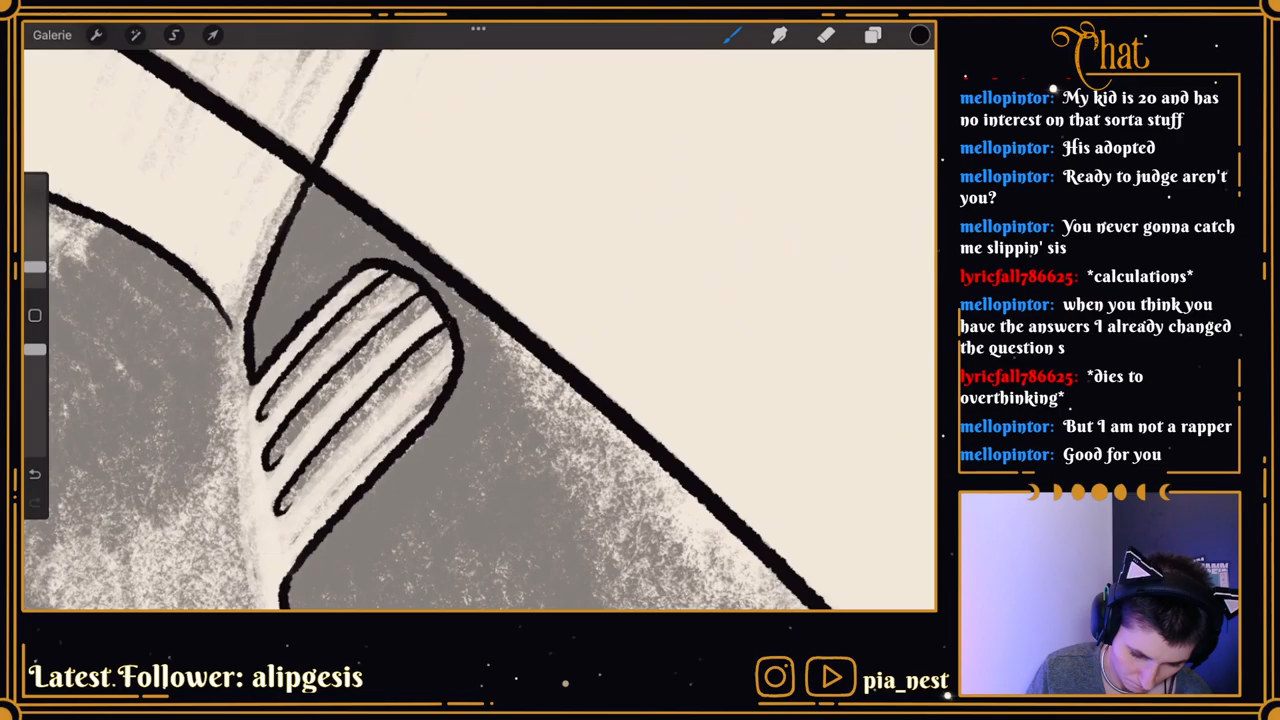 Galerie
Chat
mellopintor: My kid is 20 and has
no interest on that sorta stuff
mellopintor: His adopted
mellopintor: Ready to judge aren't
you?
mellopintor: You never gonna catch
me slippin' sis
lyricfall786625: *calculations*
mellopintor: when you think you
have the answers I already changed
the question s
lyricfall786625: *dies to
overthinking*
mellopintor: But I am not a rapper
mellopintor: Good for you
Latest Follower: alipgesis
pia_nest